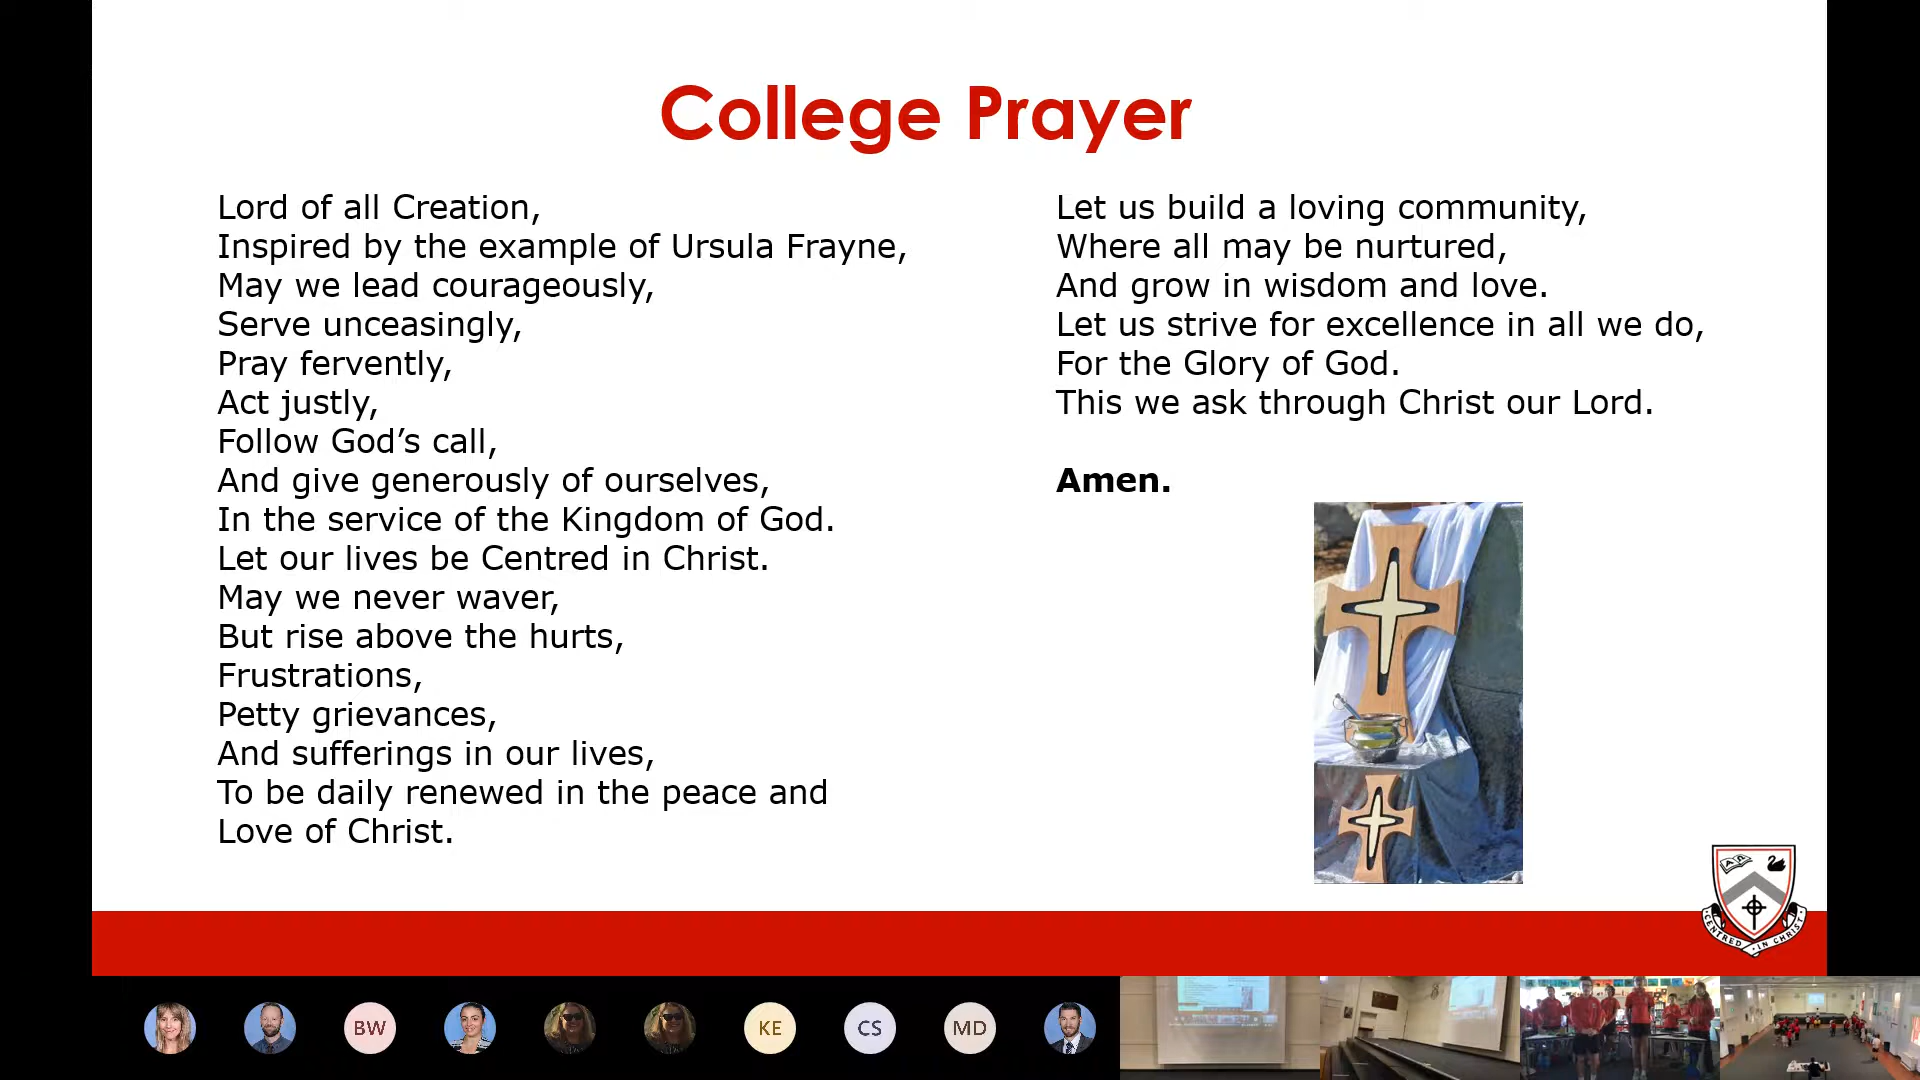 College Prayer
Lord of all Creation,
Inspired by the example of Ursula Frayne,
May we lead courageously,
Serve unceasingly,
Pray fervently,
Act justly,
Follow God’s call,
And give generously of ourselves,
In the service of the Kingdom of God.
Let our lives be Centred in Christ.
May we never waver,
But rise above the hurts,
Frustrations,
Petty grievances,
And sufferings in our lives,
To be daily renewed in the peace and
Love of Christ.
Let us build a loving community,
Where all may be nurtured,
And grow in wisdom and love.
Let us strive for excellence in all we do,
For the Glory of God.
This we ask through Christ our Lord.
Amen.
CENTRED IN CHRIST
BW
KE
CS
MD